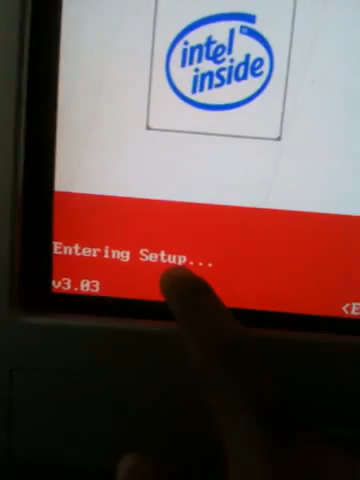 intel
inside
Entering Setup...
v3.03
<E